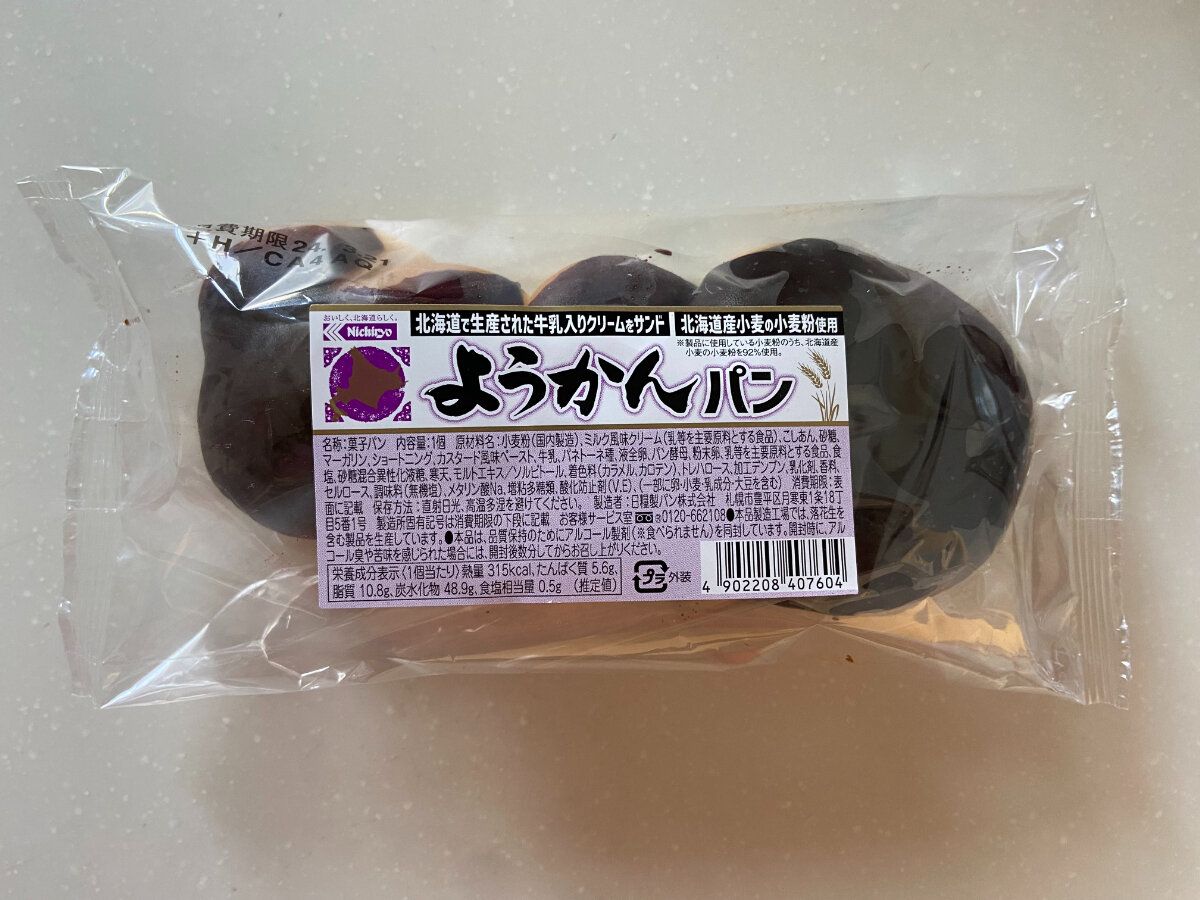 消費期限24.
+H/CA4AQ1
おいしく、北海道らしく。
Nichiryo
北海道で生産された牛乳入りクリームをサンド 北海道産小麦の小麦粉使用
※製品に使用している小麦粉のうち、北海道産
小麦の小麦粉を92%使用。
ようかんパン
名称:菓子パン 内容量:1個 原材料名:小麦粉(国内製造)、ミルク風味クリーム(乳等を主要原料とする食品)、こしあん、砂糖、
マーガリン、ショートニング、カスタード風味ペースト、牛乳、パネトーネ種、液全卵、パン酵母、粉末卵、乳等を主要原料とする食品、食
塩、砂糖混合異性化液糖、寒天、モルトエキス/ソルビトール、着色料(カラメル、カロテン)、トレハロース、加工デンプン、乳化剤、香料、
セルロース、調味料(無機塩)、メタリン酸Na、増粘多糖類、酸化防止剤(V.E)、(一部に卵・小麦・乳成分・大豆を含む) 消費期限:表
面に記載 保存方法:直射日光、高温多湿を避けてください。 製造者:日糧製パン株式会社 札幌市豊平区月寒東1条18丁
目5番1号 製造所固有記号は消費期限の下段に記載 お客様サービス室 0120-662108●本品製造工場では、落花生を
含む製品を生産しています。●本品は、品質保持のためにアルコール製剤(※食べられません)を同封しています。開封時に、アル
コール臭や苦味を感じられた場合には、開封後数分してからお召し上がりください。
栄養成分表示〈1個当たり〉熱量 315kcal、たんぱく質 5.6g、
脂質 10.8g、炭水化物 48.9g、食塩相当量 0.5g (推定値)
プラ 外装
4 902208 407604